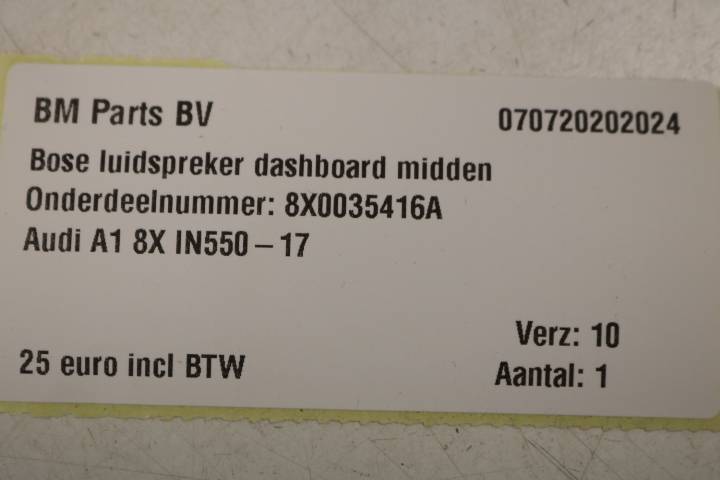 BM Parts BV 070720202024
Bose luidspreker dashboard midden
Onderdeelnummer: 8X0035416A
Audi A1 8X IN550 – 17
Verz: 10
25 euro incl BTW
Aantal: 1